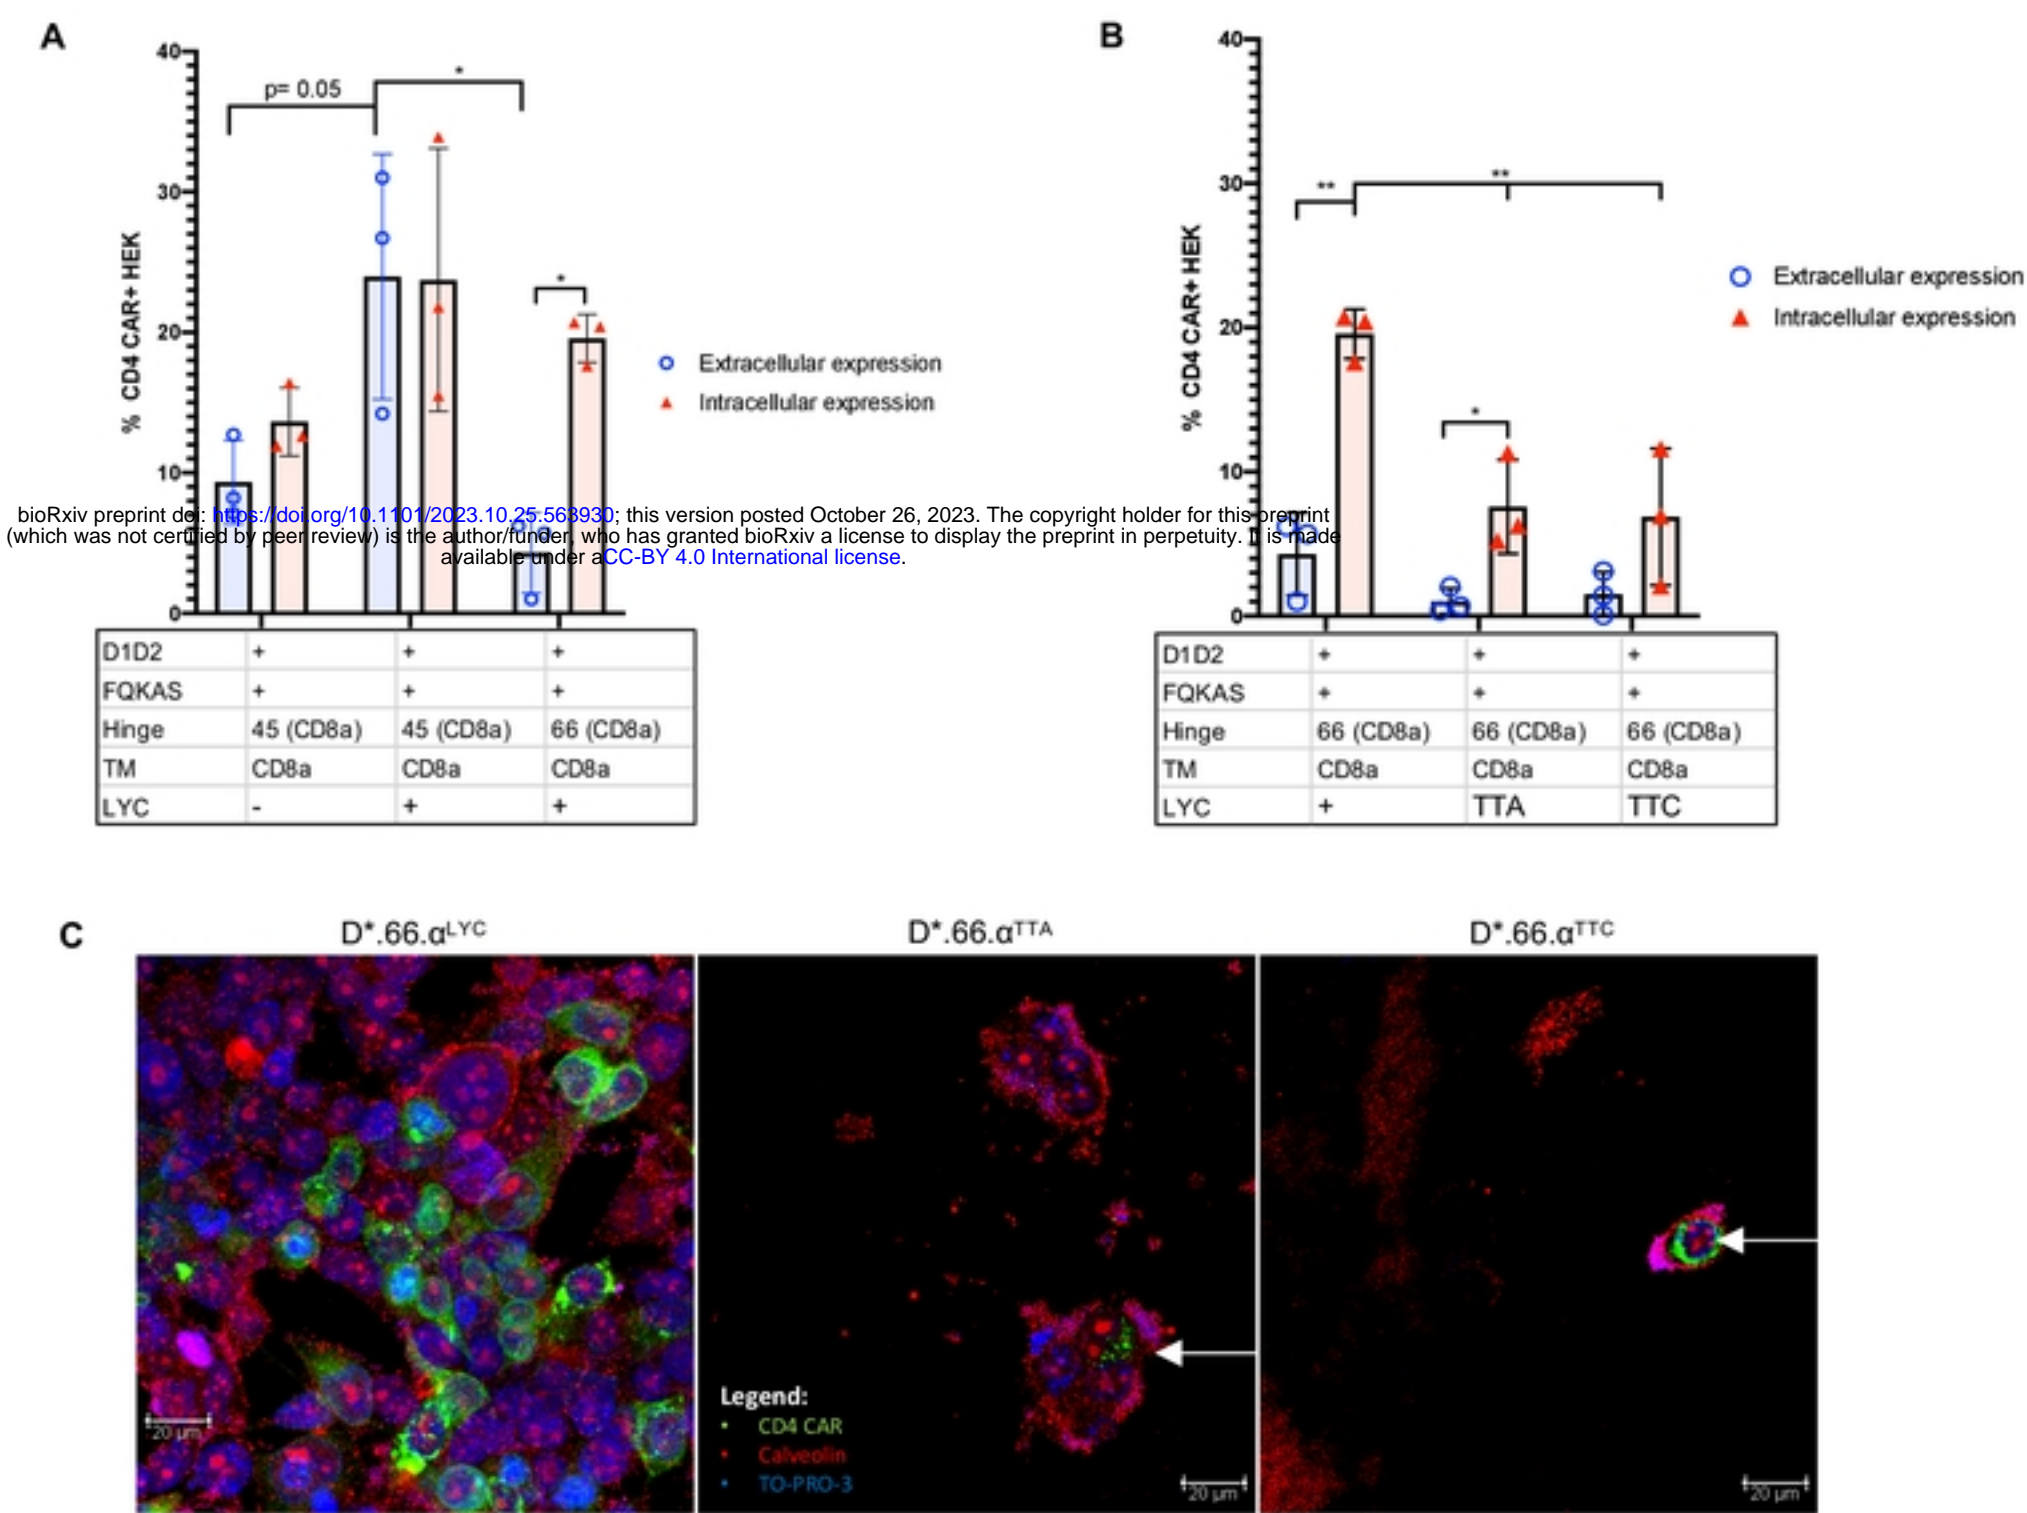 A
B
40
30
20
10
0
% CD4 CAR+ HEK
p= 0.05
*
*
Extracellular expression
Intracellular expression
D1D2 + + +
FQKAS + + +
Hinge 45 (CD8a) 45 (CD8a) 66 (CD8a)
TM CD8a CD8a CD8a
LYC - + +
40
30
20
10
0
% CD4 CAR+ HEK
**
**
*
Extracellular expression
Intracellular expression
D1D2 + + +
FQKAS + + +
Hinge 66 (CD8a) 66 (CD8a) 66 (CD8a)
TM CD8a CD8a CD8a
LYC + TTA TTC
bioRxiv preprint doi: https://doi.org/10.1101/2023.10.25.563930; this version posted October 26, 2023. The copyright holder for this preprint
(which was not certified by peer review) is the author/funder, who has granted bioRxiv a license to display the preprint in perpetuity. It is made
available under aCC-BY 4.0 International license.
C
D*.66.αLYC
D*.66.αTTA
D*.66.αTTC
20 µm
Legend:
CD4 CAR
Calveolin
TO-PRO-3
20 µm
20 µm